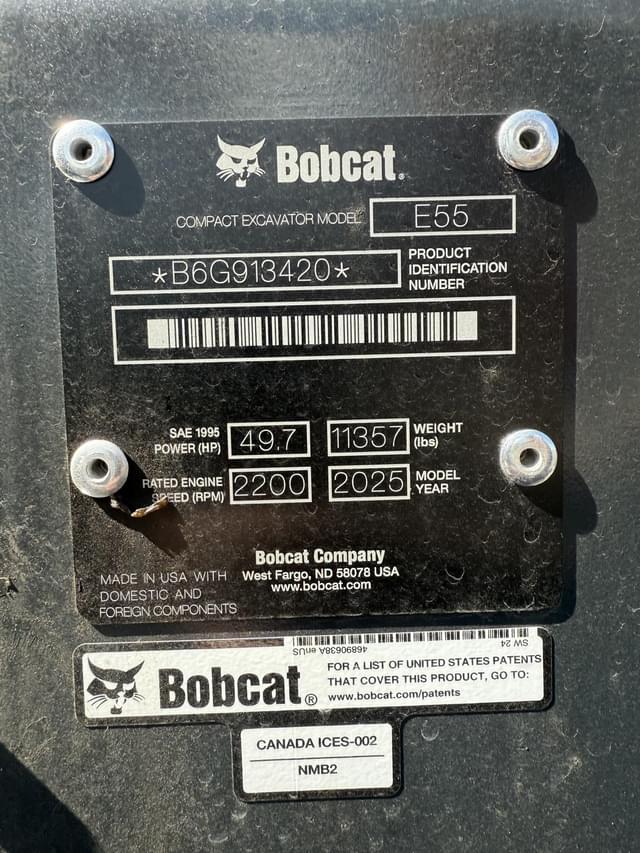 Bobcat®
COMPACT EXCAVATOR MODEL E55
*B6G913420* PRODUCT IDENTIFICATION NUMBER
SAE 1995 POWER (HP) 49.7 11357 WEIGHT (lbs)
RATED ENGINE SPEED (RPM) 2200 2025 MODEL YEAR
Bobcat Company
West Fargo, ND 58078 USA
www.bobcat.com
MADE IN USA WITH
DOMESTIC AND
FOREIGN COMPONENTS
46890638A enUS SW 24
Bobcat®
FOR A LIST OF UNITED STATES PATENTS
THAT COVER THIS PRODUCT, GO TO:
www.bobcat.com/patents
CANADA ICES-002
NMB2